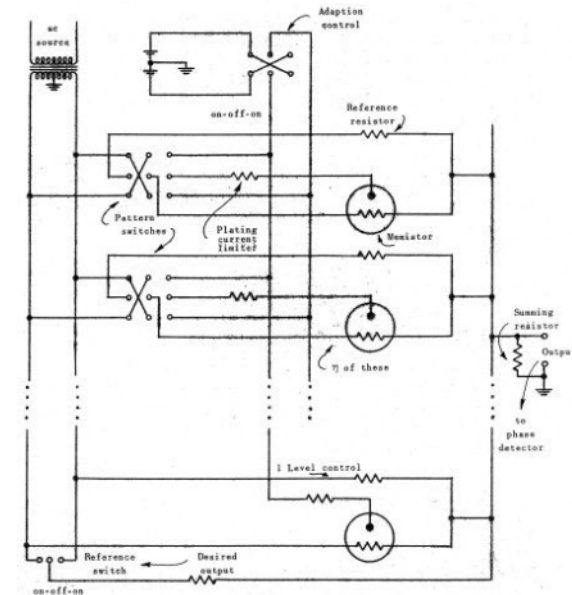 ac
source
Adaption
control
on-off-on
Reference
resistor
Pattern
switches
Plating
current
limiter
Memistor
η of these
Summing
resistor
Outpu
to
phase
detector
1 Level control
Reference
switch
Desired
output
on-off-on